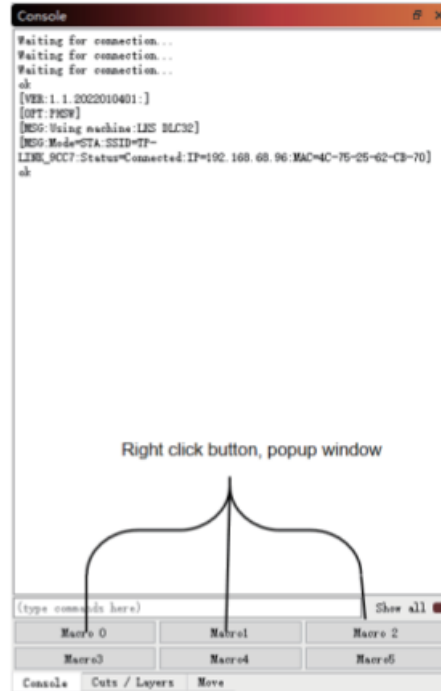 Console
Waiting for connection...
Waiting for connection...
Waiting for connection...
ok
[VER:1.1.2022010401:]
[OPT:PHSW]
[MSG:Using machine:LKS DLC32]
[MSG:Mode=STA:SSID=TP-
LINK_9CC7:Status=Connected:IP=192.168.68.96:MAC=4C-75-25-62-CB-70]
ok
Right click button, popup window
(type commands here) Show all
Macro 0 Macro1 Macro 2
Macro3 Macro4 Macro5
Console Cuts / Layers Move